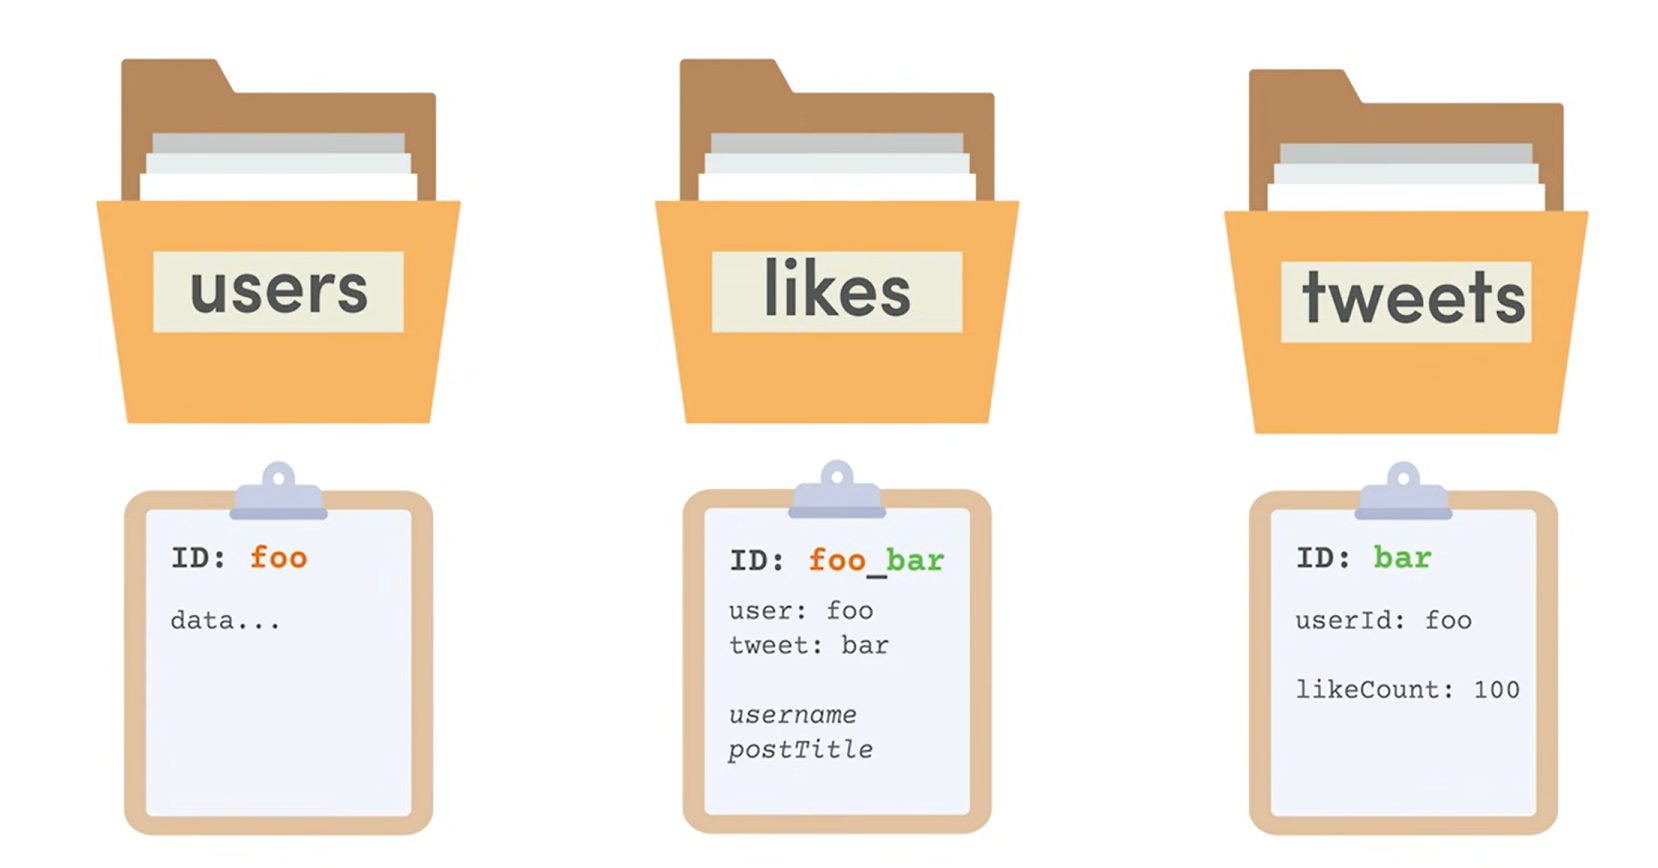 users
likes
tweets
ID: foo
data...
ID: foo_bar
user: foo
tweet: bar
username
postTitle
ID: bar
userId: foo
likeCount: 100